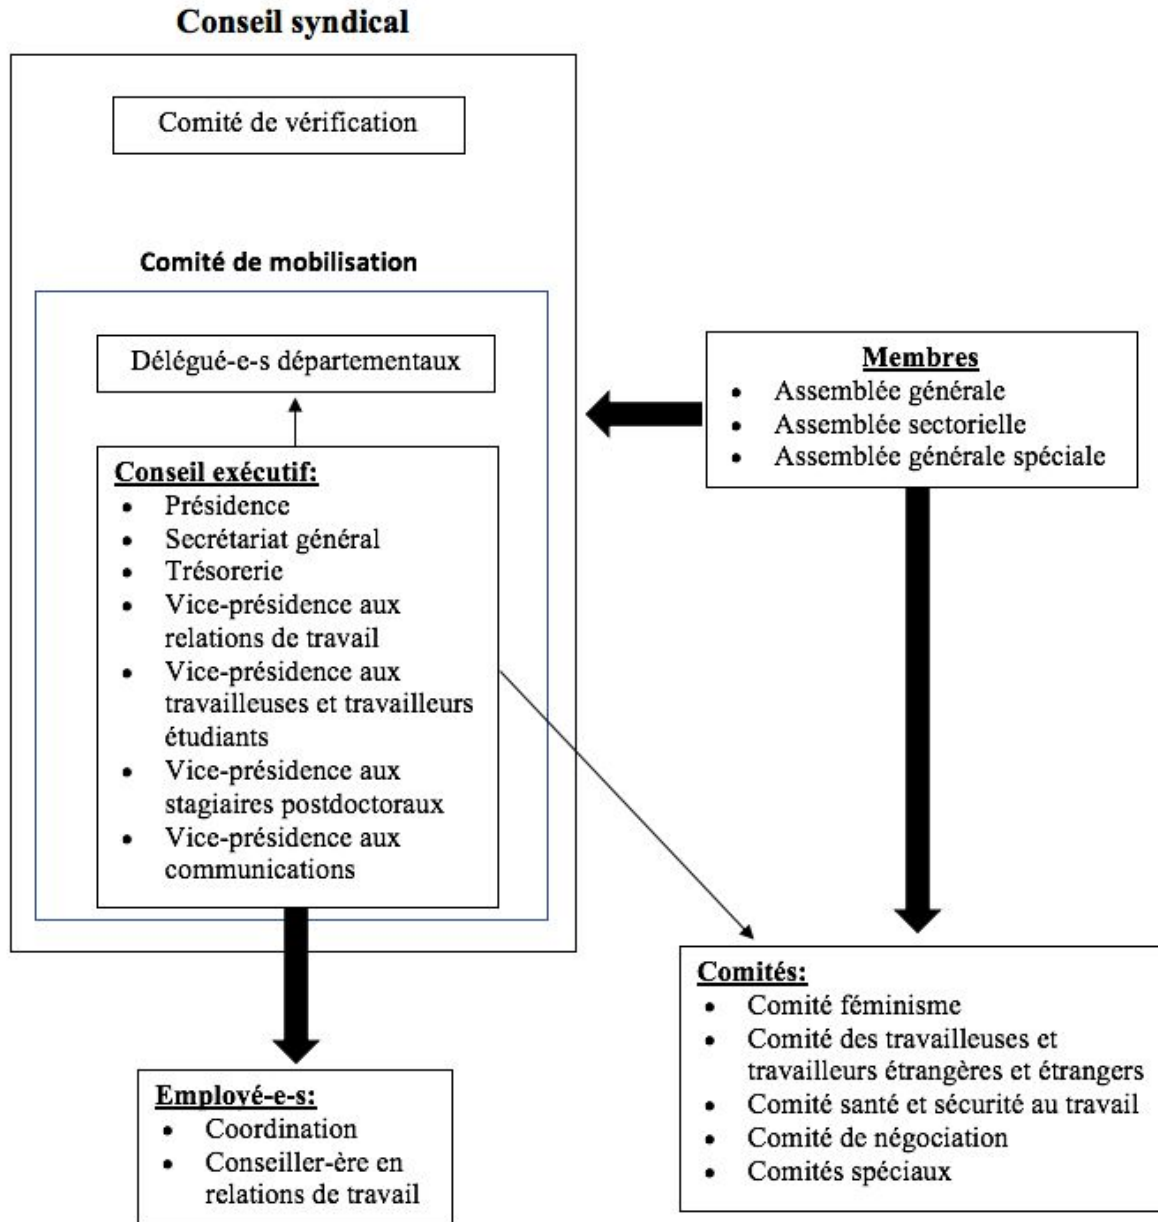 Conseil syndical
Comité de vérification
Comité de mobilisation
Délégué-e-s départementaux
Conseil exécutif:
• Présidence
• Secrétariat général
• Trésorerie
• Vice-présidence aux
relations de travail
• Vice-présidence aux
travailleuses et travailleurs
étudiants
• Vice-présidence aux
stagiaires postdoctoraux
• Vice-présidence aux
communications
Membres
• Assemblée générale
• Assemblée sectorielle
• Assemblée générale spéciale
Employé-e-s:
• Coordination
• Conseiller-ère en
relations de travail
Comités:
• Comité féminisme
• Comité des travailleuses et
travailleurs étrangères et étrangers
• Comité santé et sécurité au travail
• Comité de négociation
• Comités spéciaux